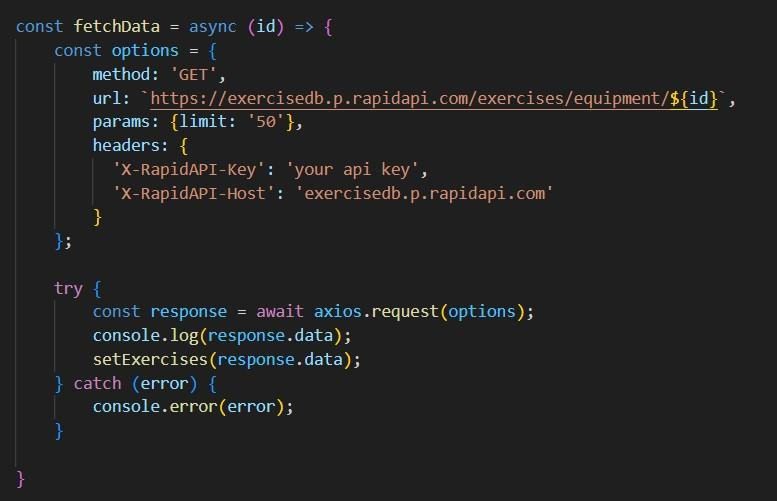 const fetchData = async (id) => {
    const options = {
        method: 'GET',
        url: `https://exercisedb.p.rapidapi.com/exercises/equipment/${id}`,
        params: {limit: '50'},
        headers: {
          'X-RapidAPI-Key': 'your api key',
          'X-RapidAPI-Host': 'exercisedb.p.rapidapi.com'
        }
    };

    try {
        const response = await axios.request(options);
        console.log(response.data);
        setExercises(response.data);
    } catch (error) {
        console.error(error);
    }

}